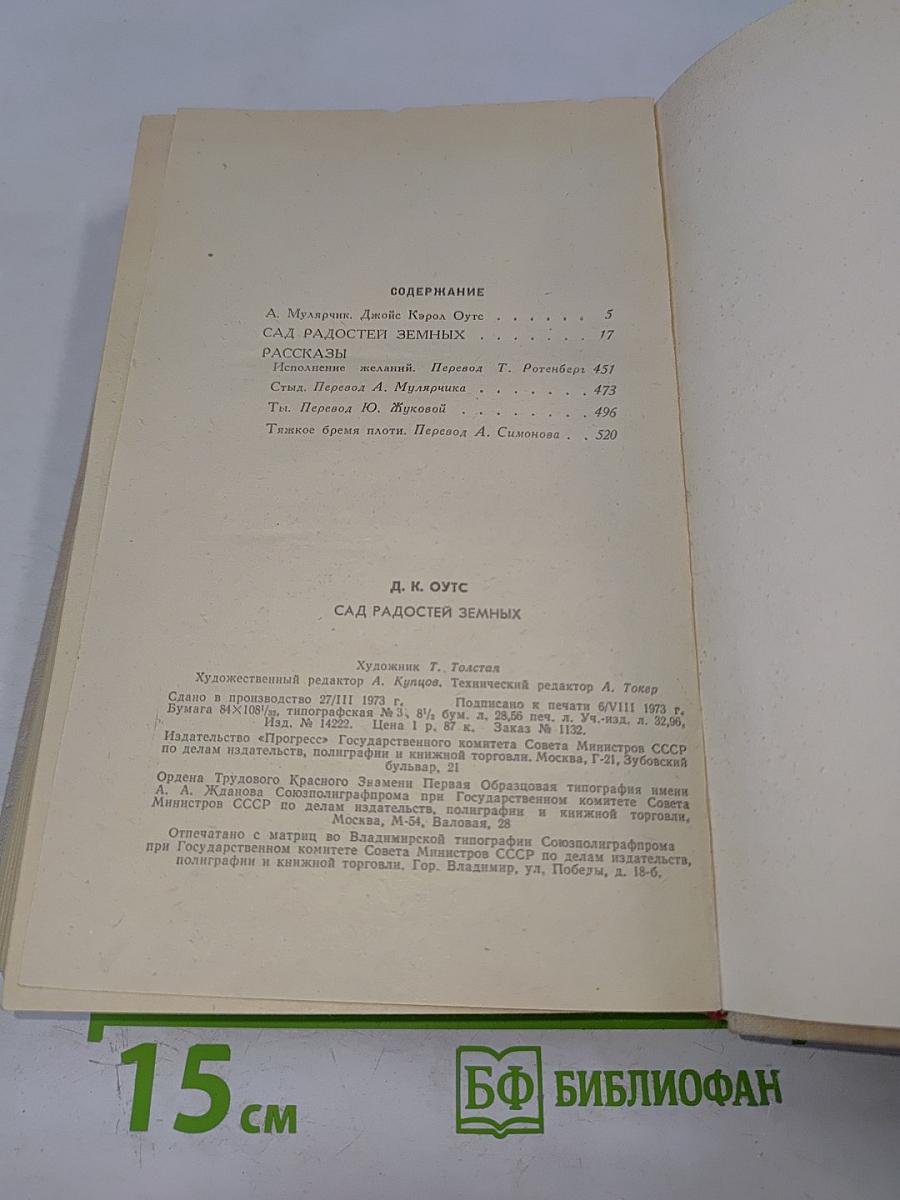 СОДЕРЖАНИЕ
А. Мулярчик. Джойс Кэрол Оутс . . . . . . 5
САД РАДОСТЕЙ ЗЕМНЫХ . . . . . . . 17
РАССКАЗЫ
Исполнение желаний. Перевод Т. Ротенберг 451
Стыд. Перевод А. Мулярчика . . . . . . . 473
Ты. Перевод Ю. Жуковой . . . . . . . . 496
Тяжкое бремя плоти. Перевод А. Симонова . . 520
Д. К. ОУТС
САД РАДОСТЕЙ ЗЕМНЫХ
Художник Т. Толстая
Художественный редактор А. Купцов. Технический редактор А. Токер
Сдано в производство 27/III 1973 г. Подписано к печати 6/VIII 1973 г.
Бумага 84×108¹/₃₂, типографская № 3, 8¹/₂ бум. л. 28,56 печ. л. Уч.-изд. л. 32,96,
Изд. № 14222. Цена 1 р. 87 к. Заказ № 1132.
Издательство «Прогресс» Государственного комитета Совета Министров СССР
по делам издательств, полиграфии и книжной торговли. Москва, Г-21, Зубовский
бульвар, 21
Ордена Трудового Красного Знамени Первая Образцовая типография имени
А. А. Жданова Союзполиграфпрома при Государственном комитете Совета
Министров СССР по делам издательств, полиграфии и книжной торговли,
Москва, М-54, Валовая, 28
Отпечатано с матриц во Владимирской типографии Союзполиграфпрома
при Государственном комитете Совета Министров СССР по делам издательств,
полиграфии и книжной торговли. Гор. Владимир, ул. Победы, д. 18-б.
15 см
БФ БИБЛИОФАН